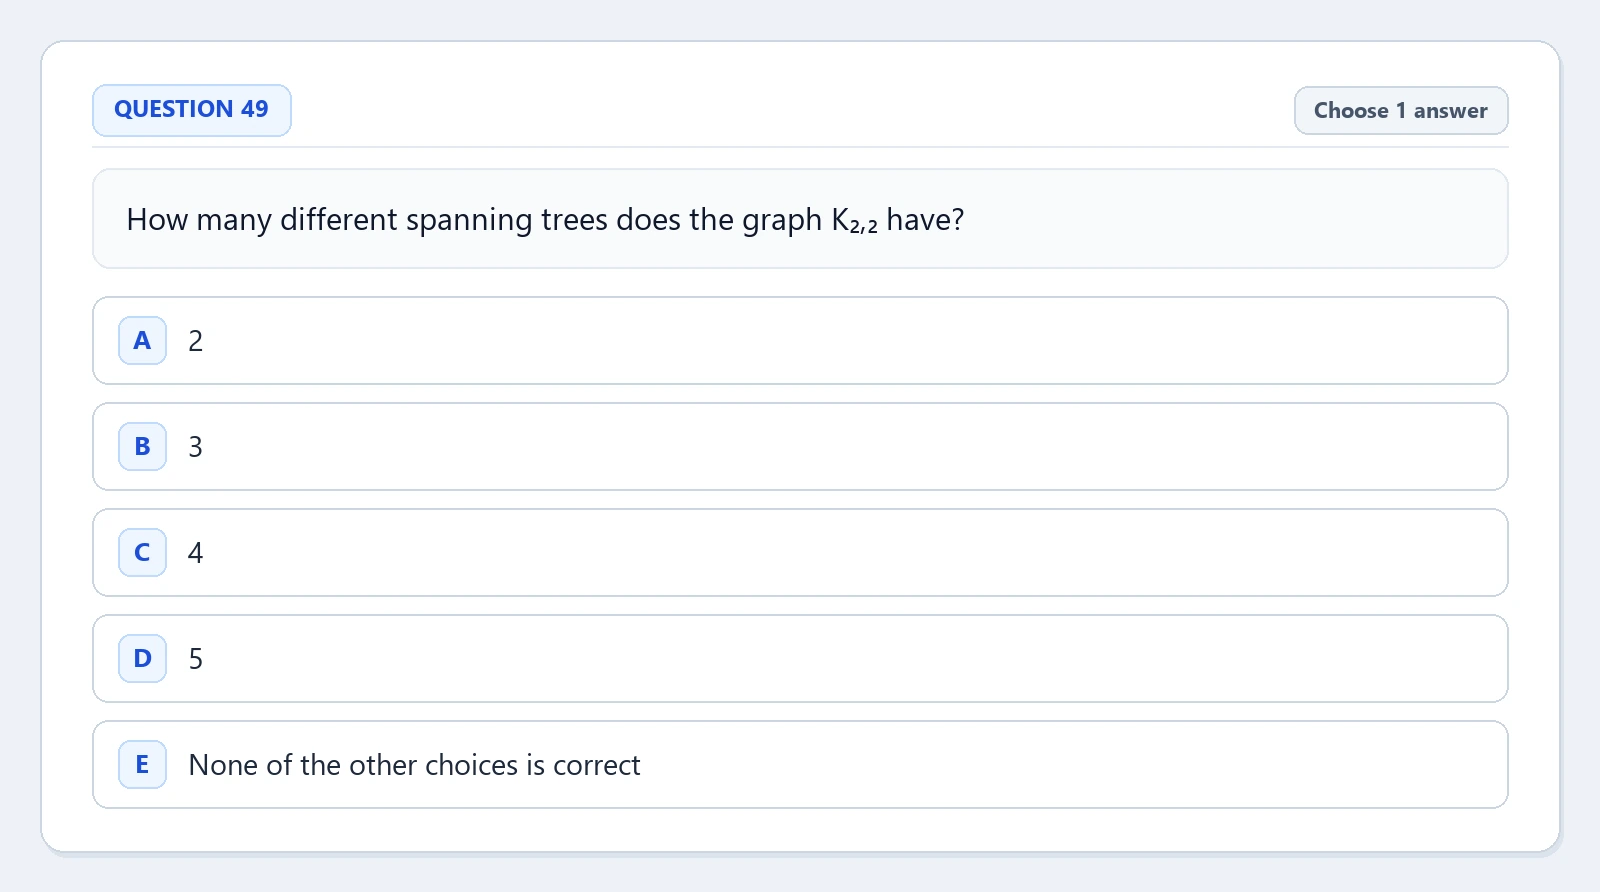 QUESTION 49
Choose 1 answer
How many different spanning trees does the graph K₂,₂ have?
A 2
B 3
C 4
D 5
E None of the other choices is correct